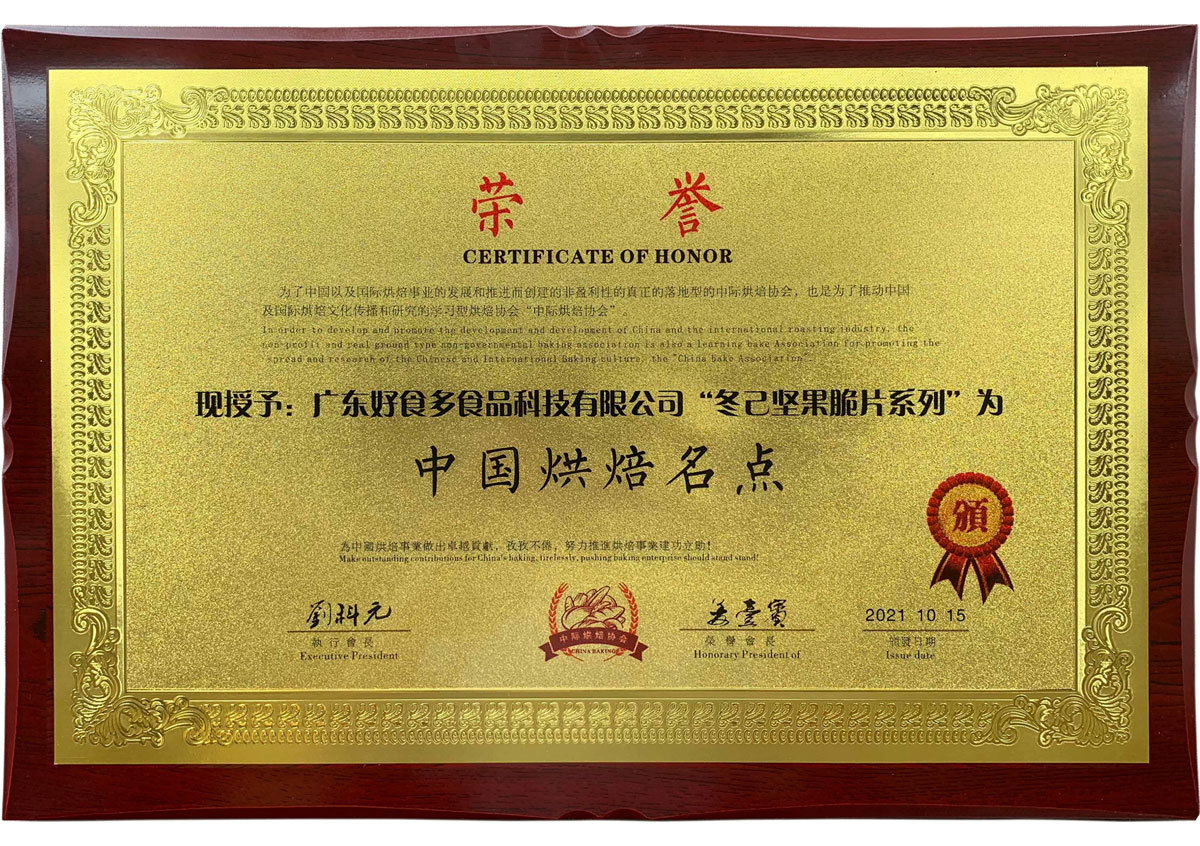 荣 誉
CERTIFICATE OF HONOR
为了中国以及国际烘焙事业的发展和推进而创建的非盈利性的真正的落地型的中际烘焙协会，也是为了推动中国
及国际烘焙文化传播和研究的学习型烘焙协会“中际烘焙协会”。
In order to develop and promote the development and development of China and the international roasting industry, the
non-profit and real ground type non-governmental baking association is also a learning bake Association for promoting the
spread and research of the Chinese and International Baking culture, the "China bake Association".
现授予：广东好食多食品科技有限公司“冬己坚果脆片系列”为
中国烘焙名点
頒
為中國烘焙事業做出卓越貢獻，孜孜不倦，努力推進烘焙事業建功立勛！
Make outstanding contributions for China's baking, tirelessly, pushing baking enterprise should stand stand!
劉科元
執行會長
Executive President
中际烘焙协会
CHINA BAKING
榮譽會長
Honorary President of
2021 10 15
頒發日期
Issue date